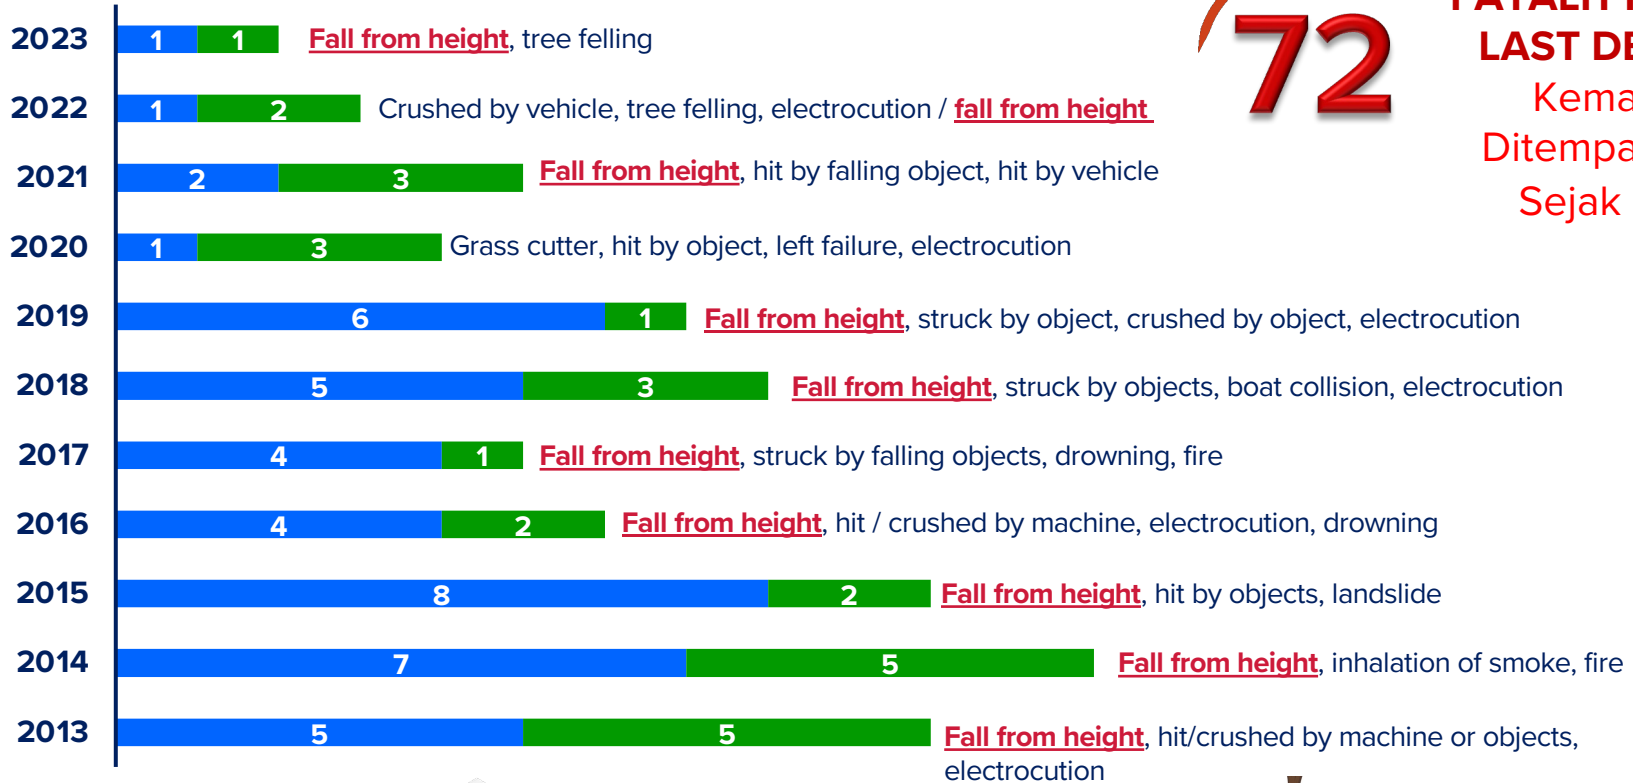 2023 1 1 Fall from height, tree felling
72
LAST
Ditempa
Sejak
2022 1 2 Crushed by vehicle, tree felling, electrocution / fall from height
2021 2 3 Fall from height, hit by falling object, hit by vehicle
2020 1 3 Grass cutter, hit by object, left failure, electrocution
2019 6 1 Fall from height, struck by object, crushed by object, electrocution
2018 5 3 Fall from height, struck by objects, boat collision, electrocution
2017 4 1 Fall from height, struck by falling objects, drowning, fire
2016 4 2 Fall from height, hit / crushed by machine, electrocution, drowning
2015 8 2 Fall from height, hit by objects, landslide
2014 7 5 Fall from height, inhalation of smoke, fire
2013 5 5 Fall from height, hit/crushed by machine or objects,
electrocution